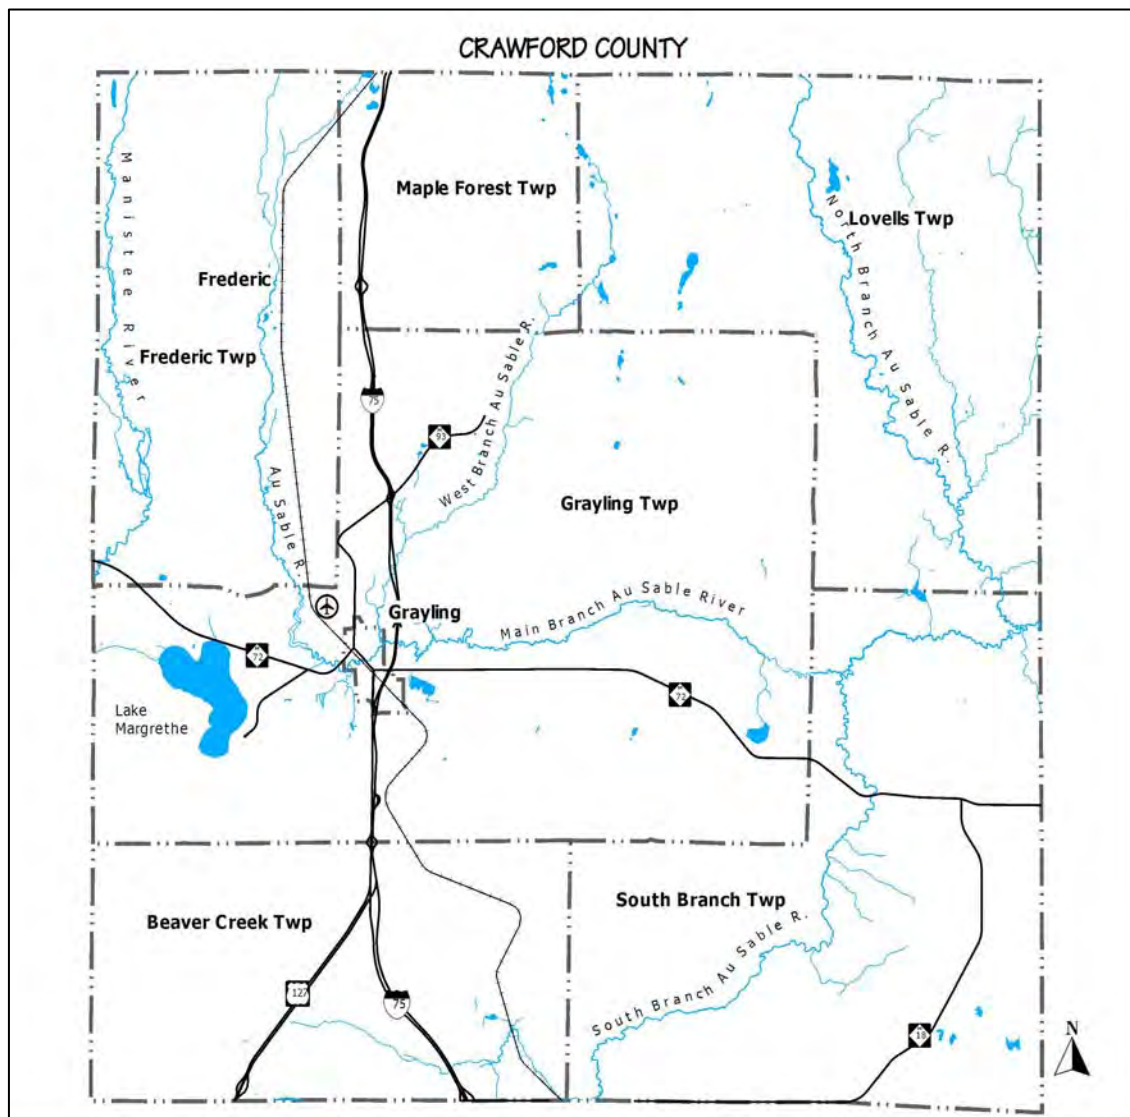 CRAWFORD COUNTY
Manistee River
Maple Forest Twp
North Branch Au Sable R.
Lovells Twp
Frederic
Frederic Twp
75
93
West Branch Au Sable R.
Au Sable R.
Grayling Twp
Grayling
Main Branch Au Sable River
72
72
Lake
Margrethe
South Branch Twp
Beaver Creek Twp
South Branch Au Sable R.
127
75
18
N